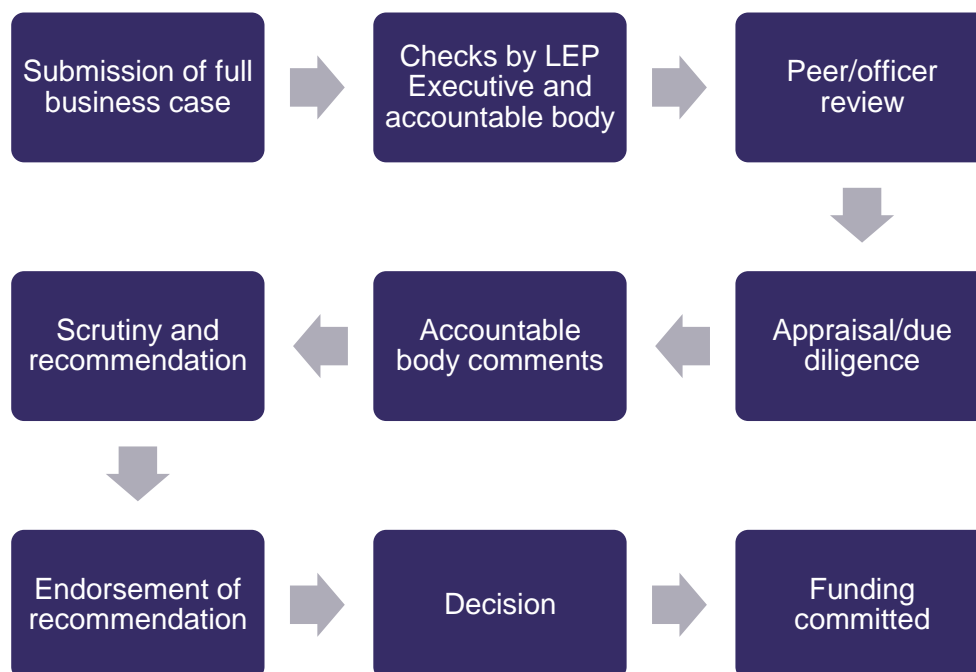 Submission of full
business case
Checks by LEP
Executive and
accountable body
Peer/officer
review
Appraisal/due
diligence
Accountable
body comments
Scrutiny and
recommendation
Endorsement of
recommendation
Decision
Funding
committed